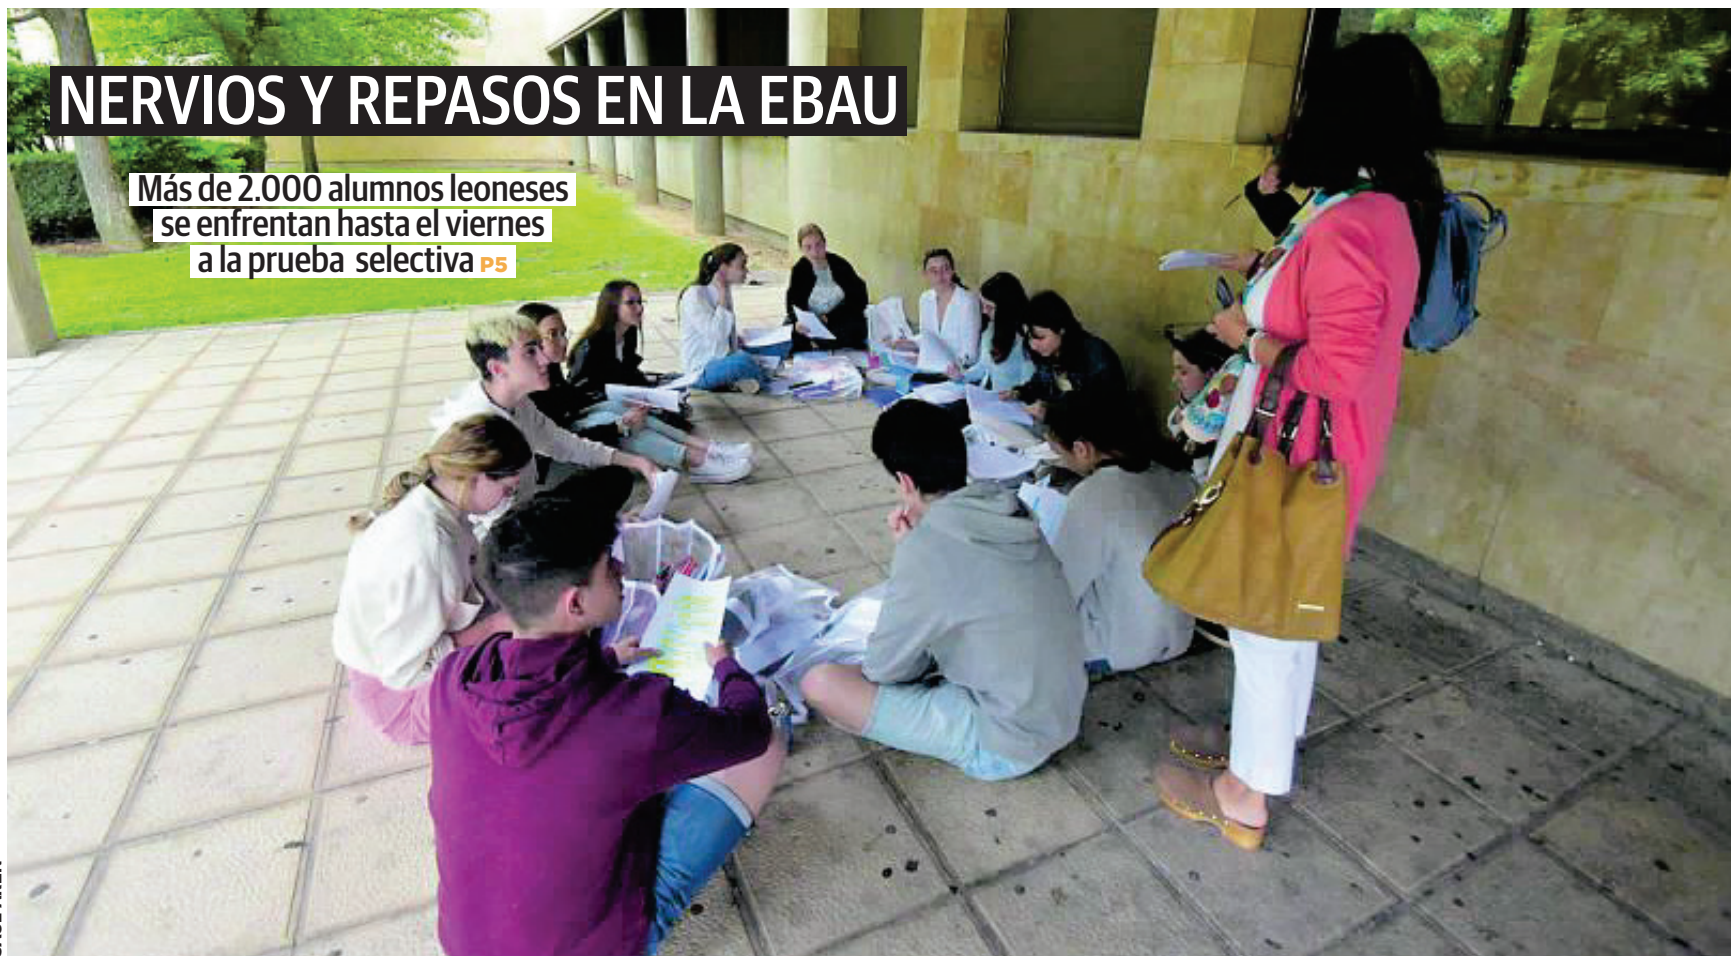 NERVIOS Y REPASOS EN LA EBAU
Más de 2.000 alumnos leoneses
se enfrentan hasta el viernes
a la prueba selectiva P5